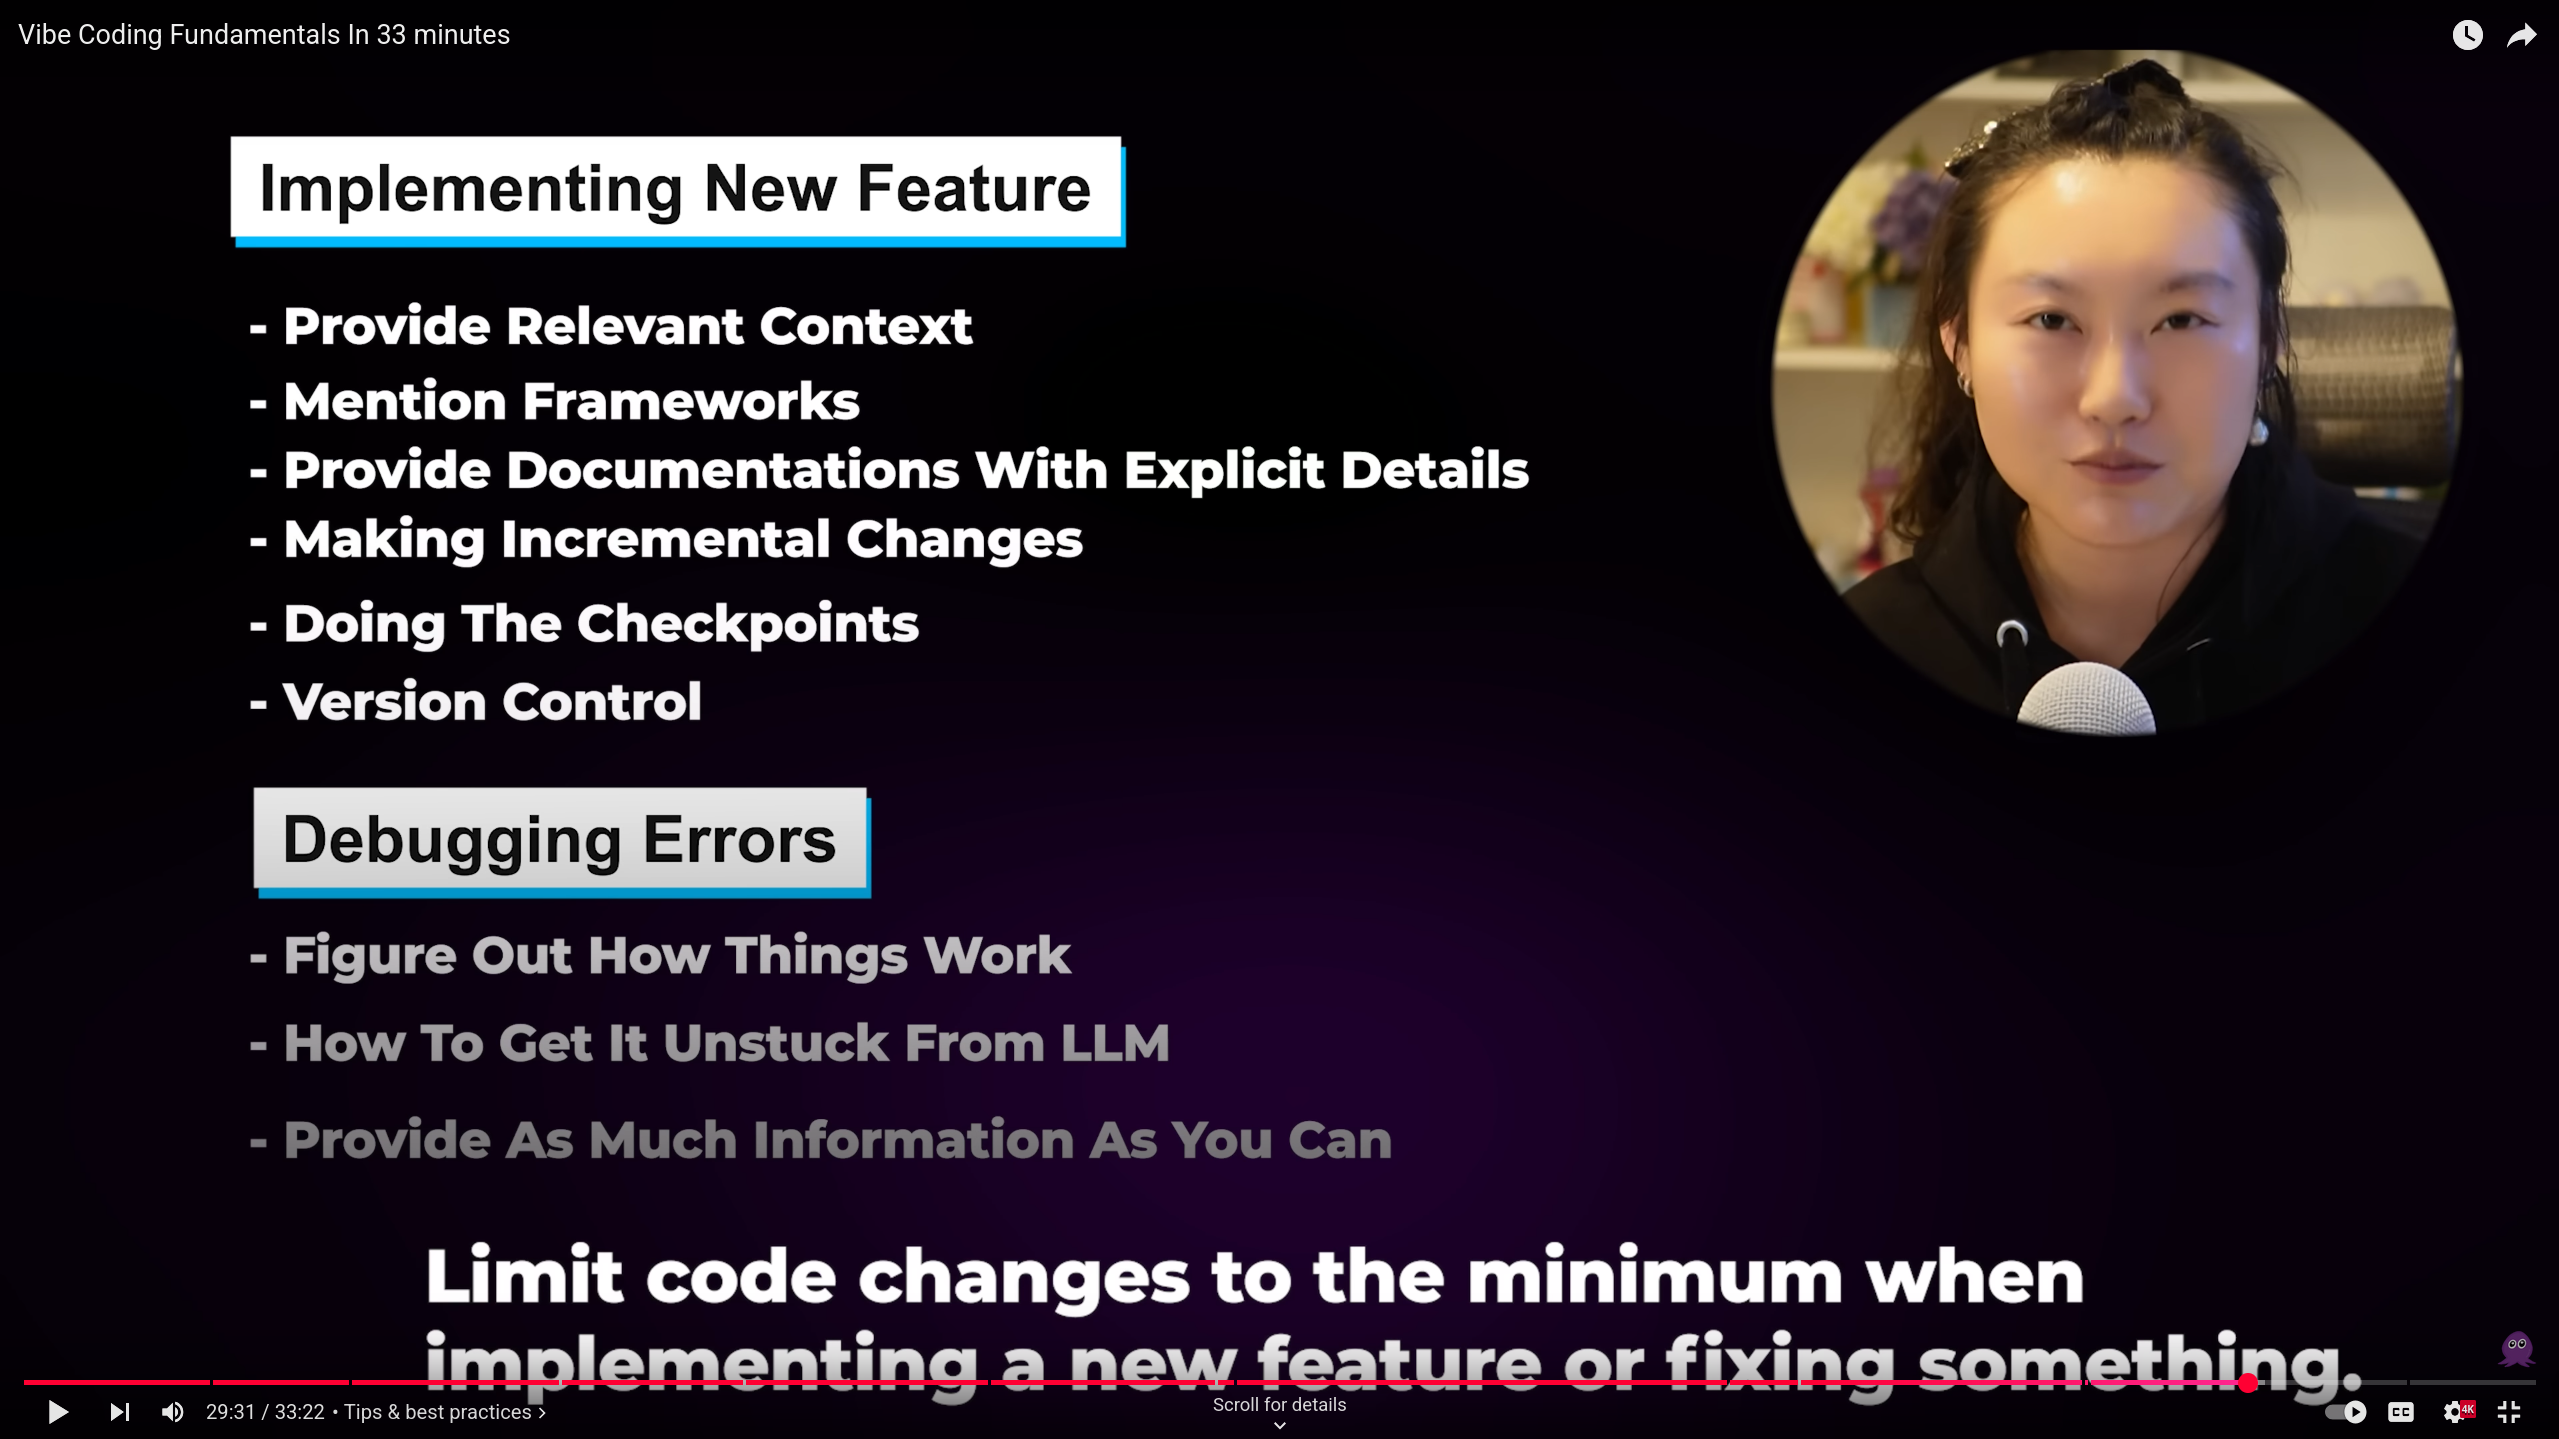 Vibe Coding Fundamentals In 33 minutes
Implementing New Feature
- Provide Relevant Context
- Mention Frameworks
- Provide Documentations With Explicit Details
- Making Incremental Changes
- Doing The Checkpoints
- Version Control
Debugging Errors
- Figure Out How Things Work
- How To Get It Unstuck From LLM
- Provide As Much Information As You Can
Limit code changes to the minimum when
implementing a new feature or fixing something.
29:31 / 33:22 • Tips & best practices ›
Scroll for details
CC
4K